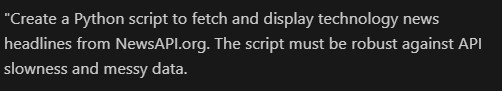 "Create a Python script to fetch and display technology news
headlines from NewsAPI.org. The script must be robust against API
slowness and messy data.